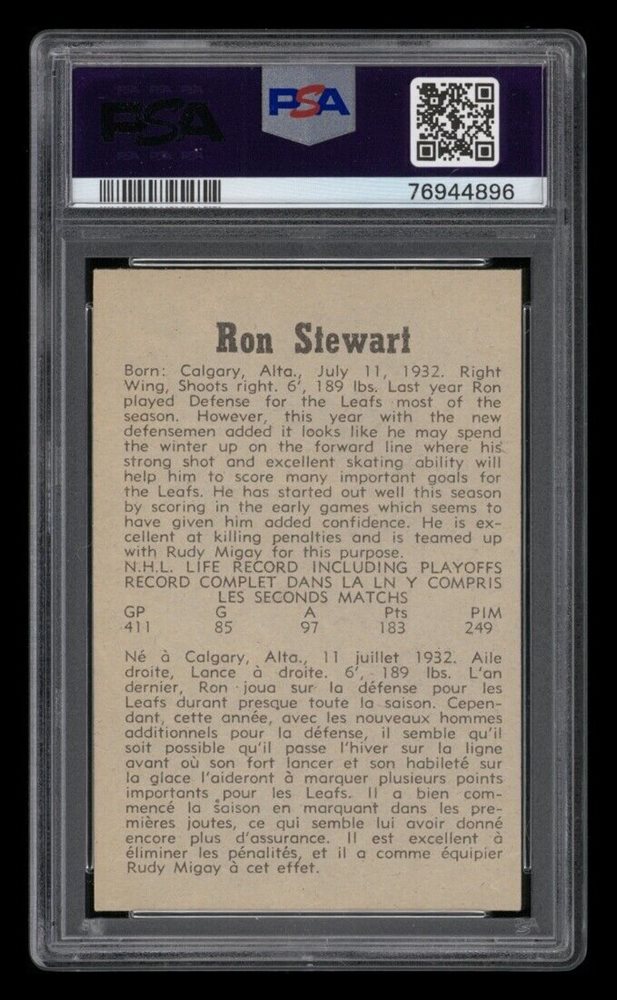 PSA
PSA
76944896
Ron Stewart
Born: Calgary, Alta., July 11, 1932. Right
Wing, Shoots right. 6', 189 lbs. Last year Ron
played Defense for the Leafs most of the
season. However, this year with the new
defensemen added it looks like he may spend
the winter up on the forward line where his
strong shot and excellent skating ability will
help him to score many important goals for
the Leafs. He has started out well this season
by scoring in the early games which seems to
have given him added confidence. He is ex-
cellent at killing penalties and is teamed up
with Rudy Migay for this purpose.
N.H.L. LIFE RECORD INCLUDING PLAYOFFS
RECORD COMPLET DANS LA LN Y COMPRIS
LES SECONDS MATCHS
GP G A Pts PIM
411 85 97 183 249
Né à Calgary, Alta., 11 juillet 1932. Aile
droite, Lance à droite. 6', 189 lbs. L'an
dernier, Ron joua sur la défense pour les
Leafs durant presque toute la saison. Cepen-
dant, cette année, avec les nouveaux hommes
additionnels pour la défense, il semble qu'il
soit possible qu'il passe l'hiver sur la ligne
avant où son fort lancer et son habileté sur
la glace l'aideront à marquer plusieurs points
importants pour les Leafs. Il a bien com-
mencé la saison en marquant dans les pre-
mières joutes, ce qui semble lui avoir donné
encore plus d'assurance. Il est excellent à
éliminer les pénalités, et il a comme équipier
Rudy Migay à cet effet.